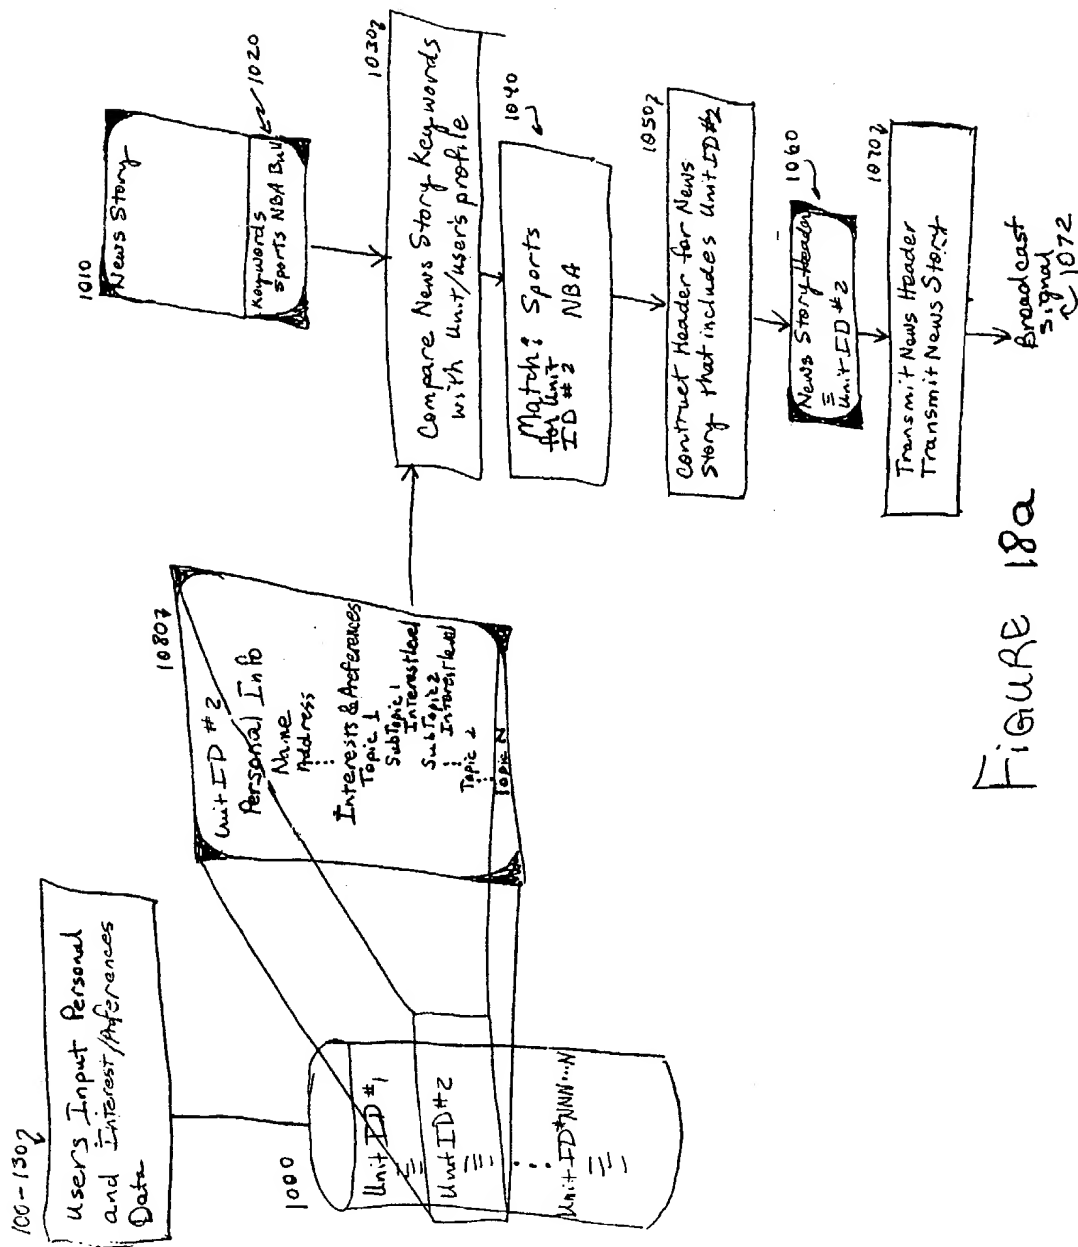 100-130
Users Input Personal
and Interest/Preferences
Data
1000
Unit ID #1
Unit ID #2
Unit ID #NNN...N
1080
Unit ID #2
Personal Info
Name
Address
Interests & Preferences
Topic 1
SubTopic 1
Interest level
SubTopic 2
Interest level
Topic 2
Topic N
1010
News Story
Keywords
Sports NBA Bull
1020
1030
Compare News Story Keywords
with Unit/user's profile
1040
Match: Sports
for Unit NBA
ID #2
1050
Construct Header for News
Story that includes Unit ID #2
1060
News Story Header
Unit ID #2
1070
Transmit News Header
Transmit News Story
Broadcast
Signal
1072
FIGURE 18a